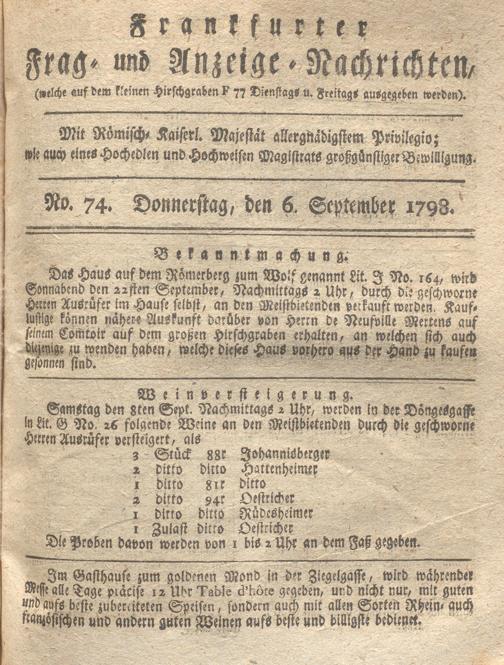 Frankfurter
Frag- und Anzeige-Nachrichten,
(welche auf dem kleinen Hirschgraben F 77 Dienstags u. Freitags ausgegeben werden).
Mit Römisch-Kaiserl. Majestät allergnädigstem Privilegio;
wie auch eines Hochedlen und Hochweisen Magistrats großgünstiger Bewilligung.
No. 74. Donnerstag, den 6. September 1798.
Bekanntmachung.
Das Haus auf dem Römerberg zum Wolf genannt Lit. J No. 164, wird
Sonnabend den 22sten September, Nachmittags 2 Uhr, durch die geschworne
Herren Ausrüfer im Hause selbst, an den Meistbietenden verkauft werden. Kauf-
lustige können nähere Auskunft darüber von Herrn de Neufville Mertens auf
seinem Comtoir auf dem großen Hirschgraben erhalten, an welchen sich auch
diejenige zu wenden haben, welche dieses Haus vorhero aus der Hand zu kaufen
gesonnen sind.
Weinversteigerung.
Samstag den 8ten Sept. Nachmittags 2 Uhr, werden in der Döngesgasse
in Lit. G No. 26 folgende Weine an den Meistbietenden durch die geschworne
Herren Ausrüfer versteigert, als
3 Stück 88r Johannisberger
2 ditto ditto Hattenheimer
1 ditto 81r ditto
2 ditto 94r Oestricher
1 ditto ditto Rüdesheimer
1 Zulast ditto Oestricher
Die Proben davon werden von 1 bis 2 Uhr an dem Faß gegeben.
Im Gasthause zum goldenen Mond in der Ziegelgasse, wird während der
Messe alle Tage präcise 12 Uhr Table d'hôte gegeben, und nicht nur, mit guten
und aufs beste zubereiteten Speisen, sondern auch mit allen Sorten Rhein- auch
französischen und andern guten Weinen aufs beste und billigste bedienet.